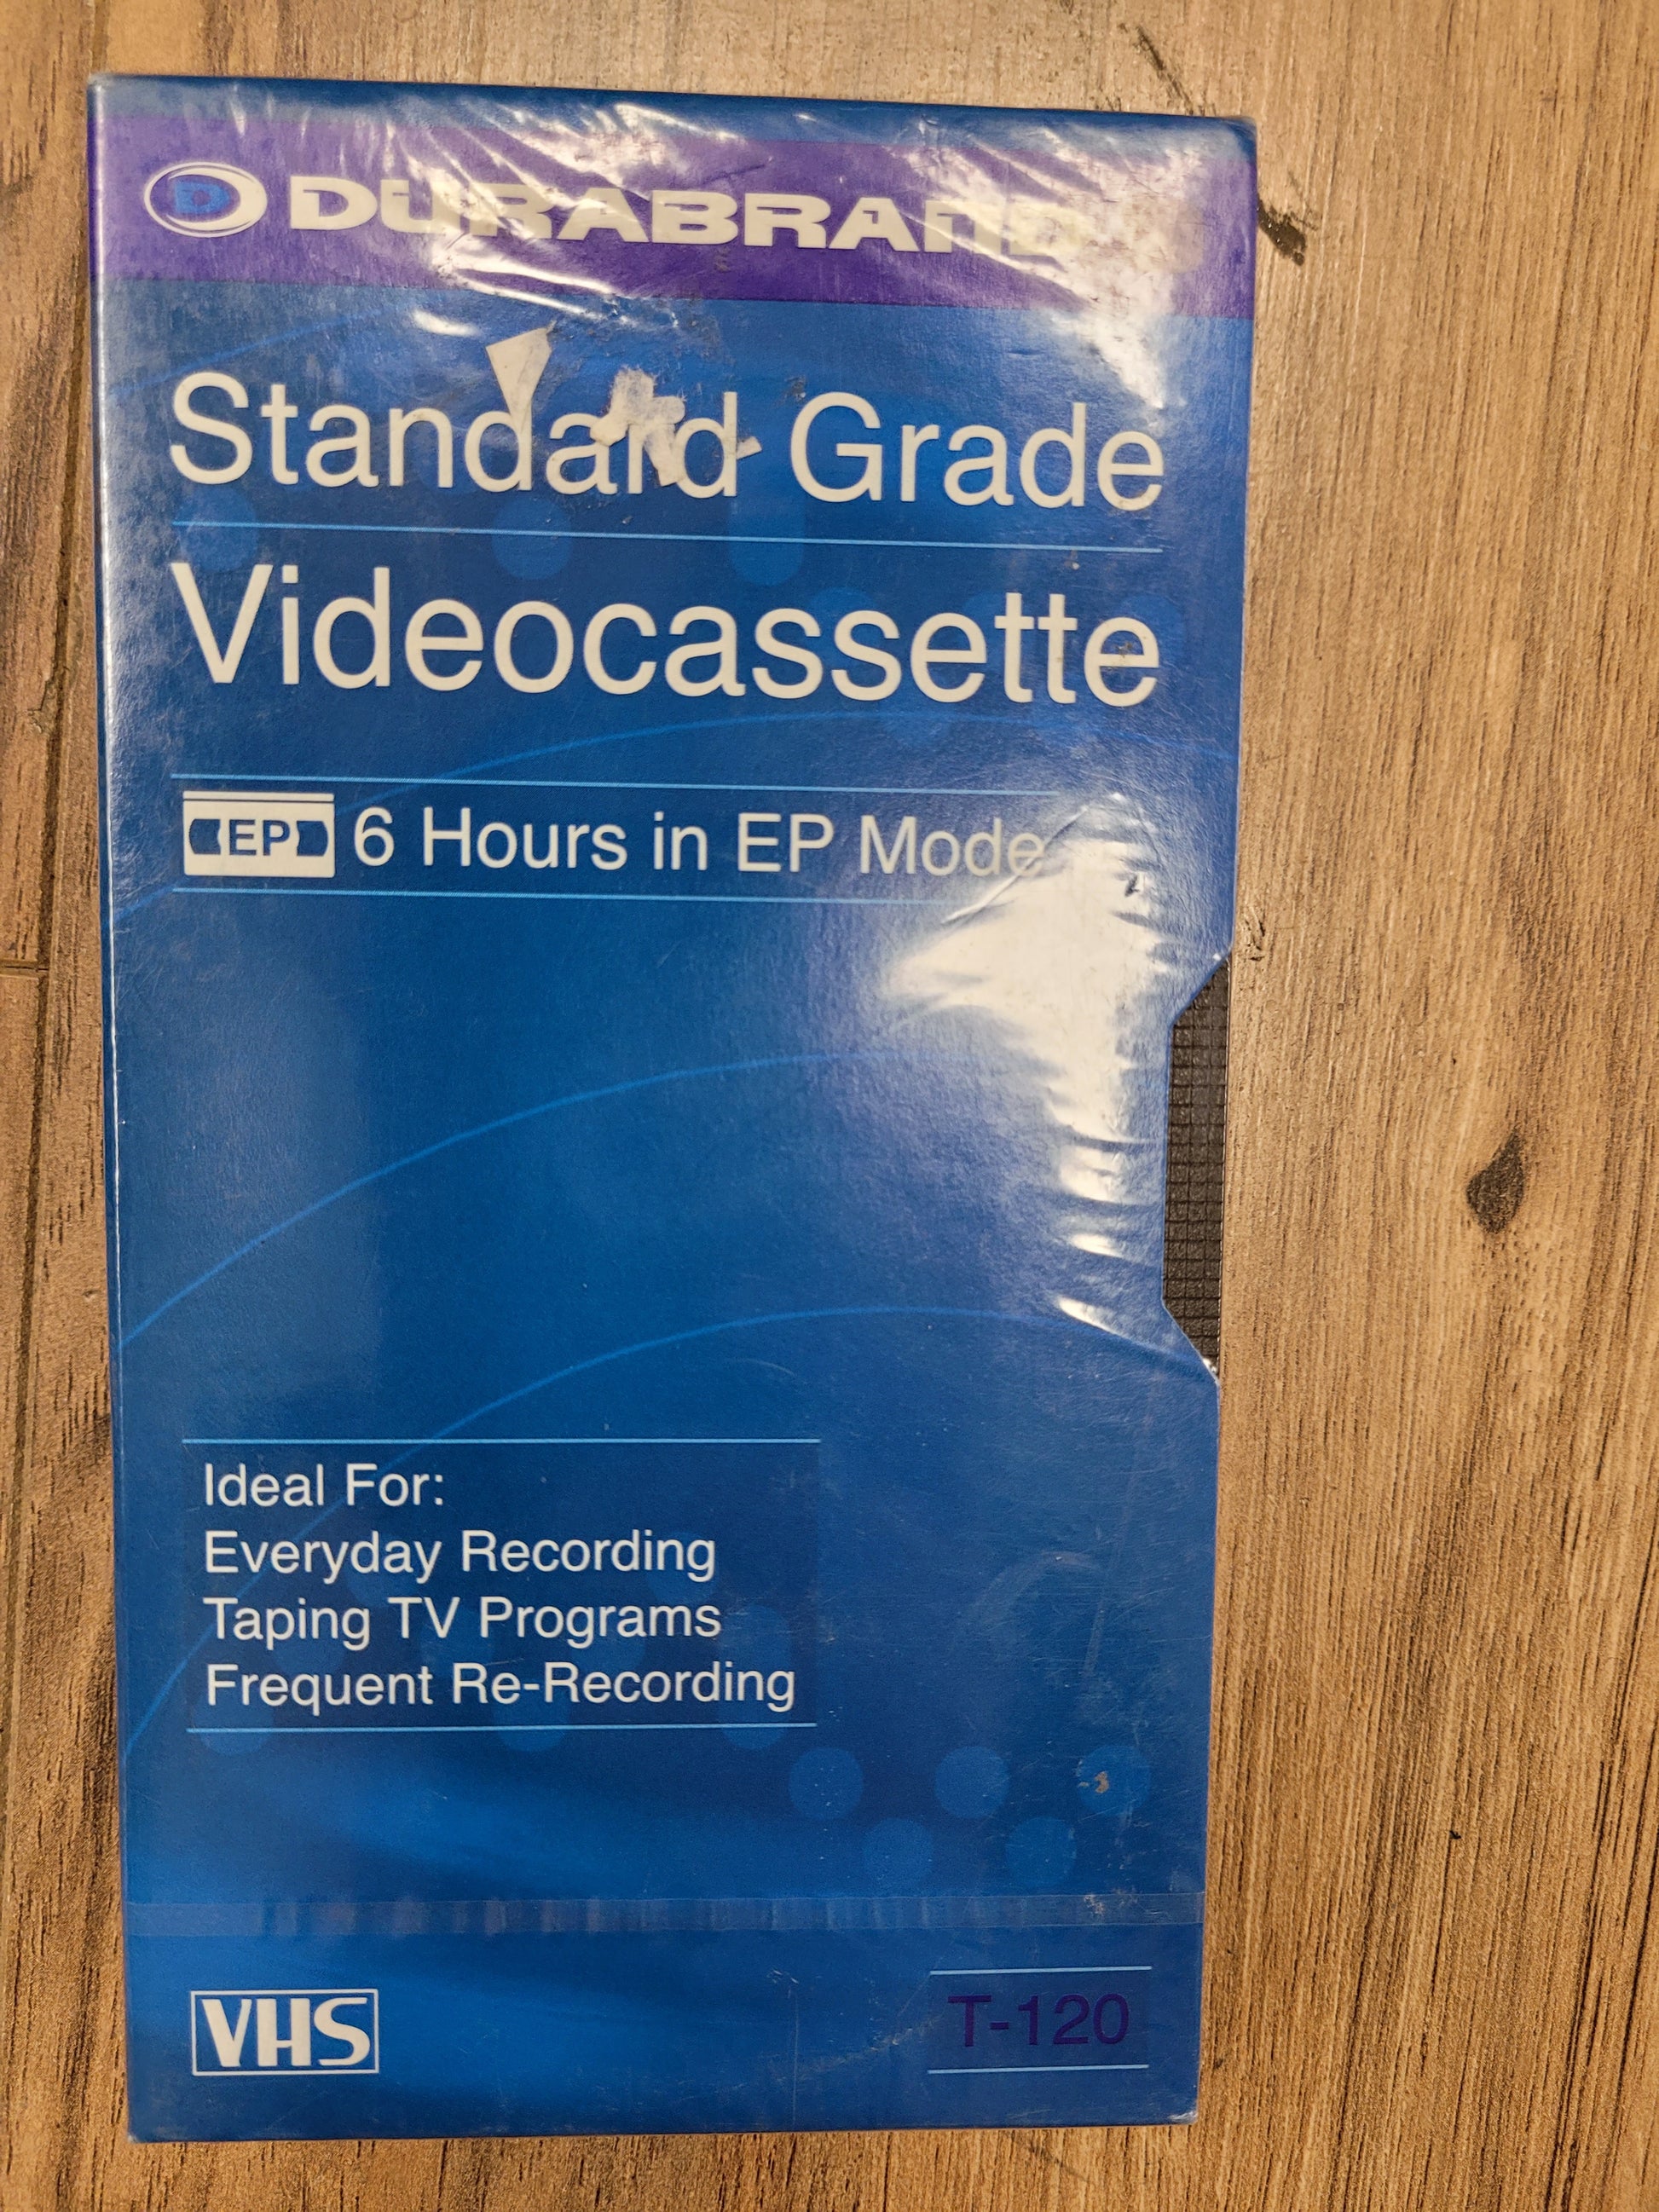 D DURABRAND
Standard Grade
Videocassette
EP 6 Hours in EP Mode
Ideal For:
Everyday Recording
Taping TV Programs
Frequent Re-Recording
VHS
T-120